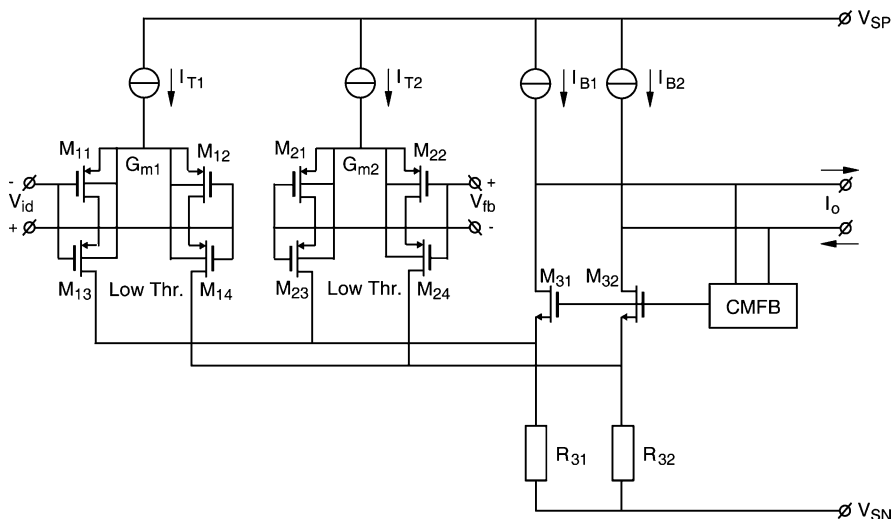 V_SP
I_T1
I_T2
I_B1
I_B2
M_11
G_m1
M_12
M_21
G_m2
M_22
-
V_id
+
+
V_fb
-
I_o
M_13
Low Thr.
M_14
M_23
Low Thr.
M_24
M_31
M_32
CMFB
R_31
R_32
V_SN